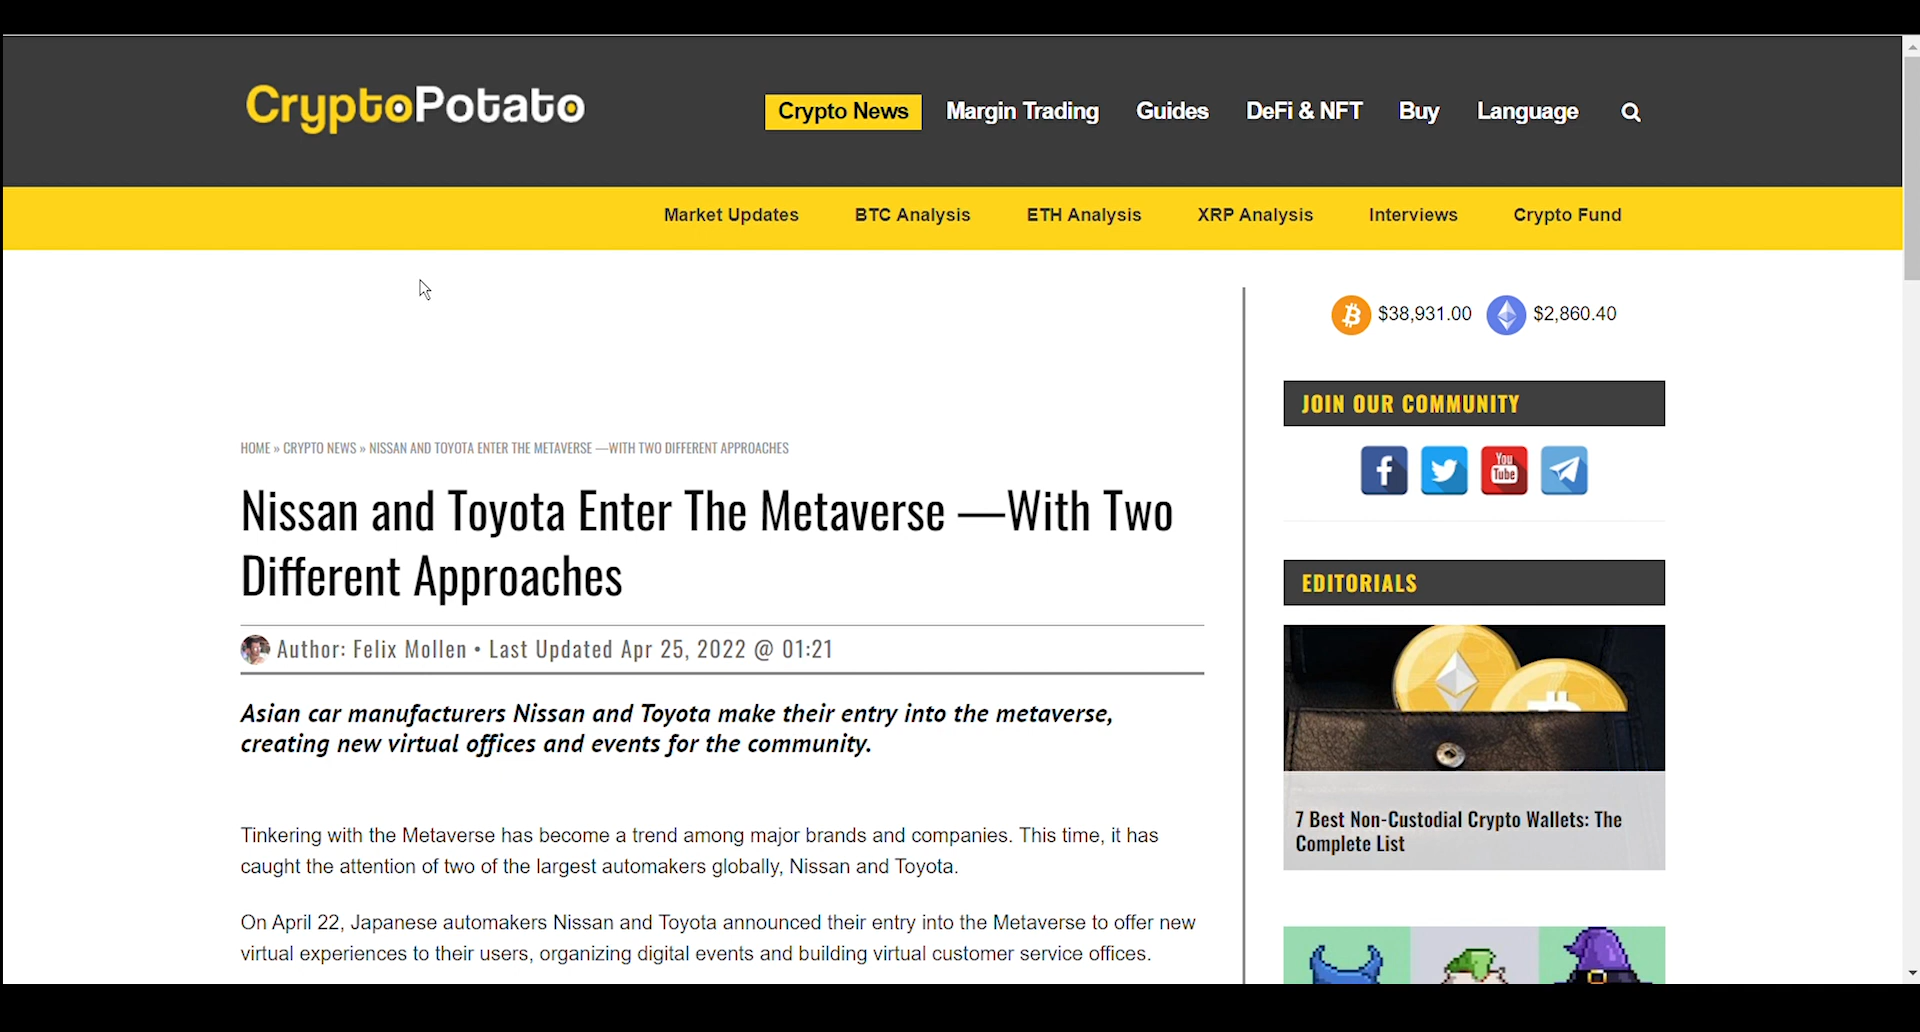 CryptoPotato
Crypto News Margin Trading Guides DeFi & NFT Buy Language
Market Updates BTC Analysis ETH Analysis XRP Analysis Interviews Crypto Fund
$38,931.00 $2,860.40
JOIN OUR COMMUNITY
You
Tube
HOME » CRYPTO NEWS » NISSAN AND TOYOTA ENTER THE METAVERSE —WITH TWO DIFFERENT APPROACHES
Nissan and Toyota Enter The Metaverse —With Two
Different Approaches
Author: Felix Mollen • Last Updated Apr 25, 2022 @ 01:21
Asian car manufacturers Nissan and Toyota make their entry into the metaverse,
creating new virtual offices and events for the community.
Tinkering with the Metaverse has become a trend among major brands and companies. This time, it has
caught the attention of two of the largest automakers globally, Nissan and Toyota.
On April 22, Japanese automakers Nissan and Toyota announced their entry into the Metaverse to offer new
virtual experiences to their users, organizing digital events and building virtual customer service offices.
EDITORIALS
7 Best Non-Custodial Crypto Wallets: The
Complete List